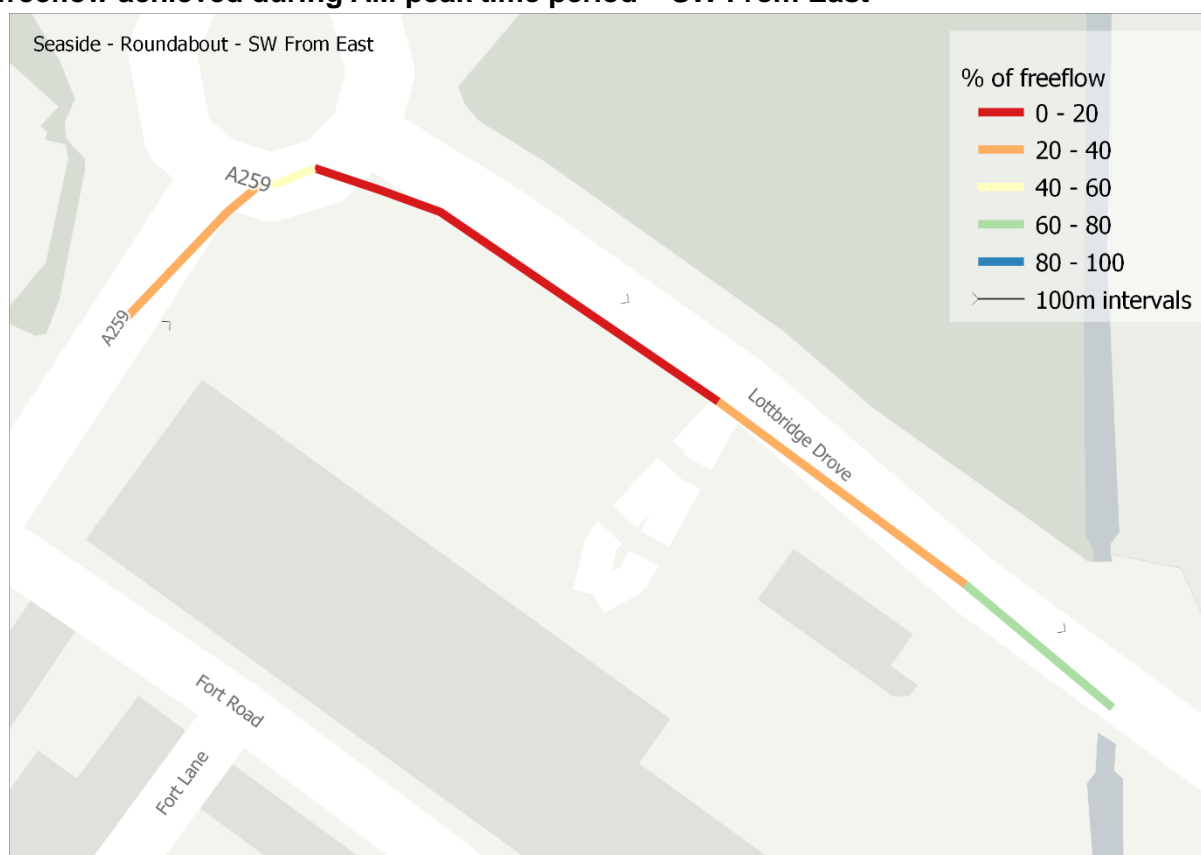 Seaside - Roundabout - SW From East
% of freeflow
0 - 20
20 - 40
40 - 60
60 - 80
80 - 100
100m intervals
A259
A259
Lottbridge Drove
Fort Road
Fort Lane